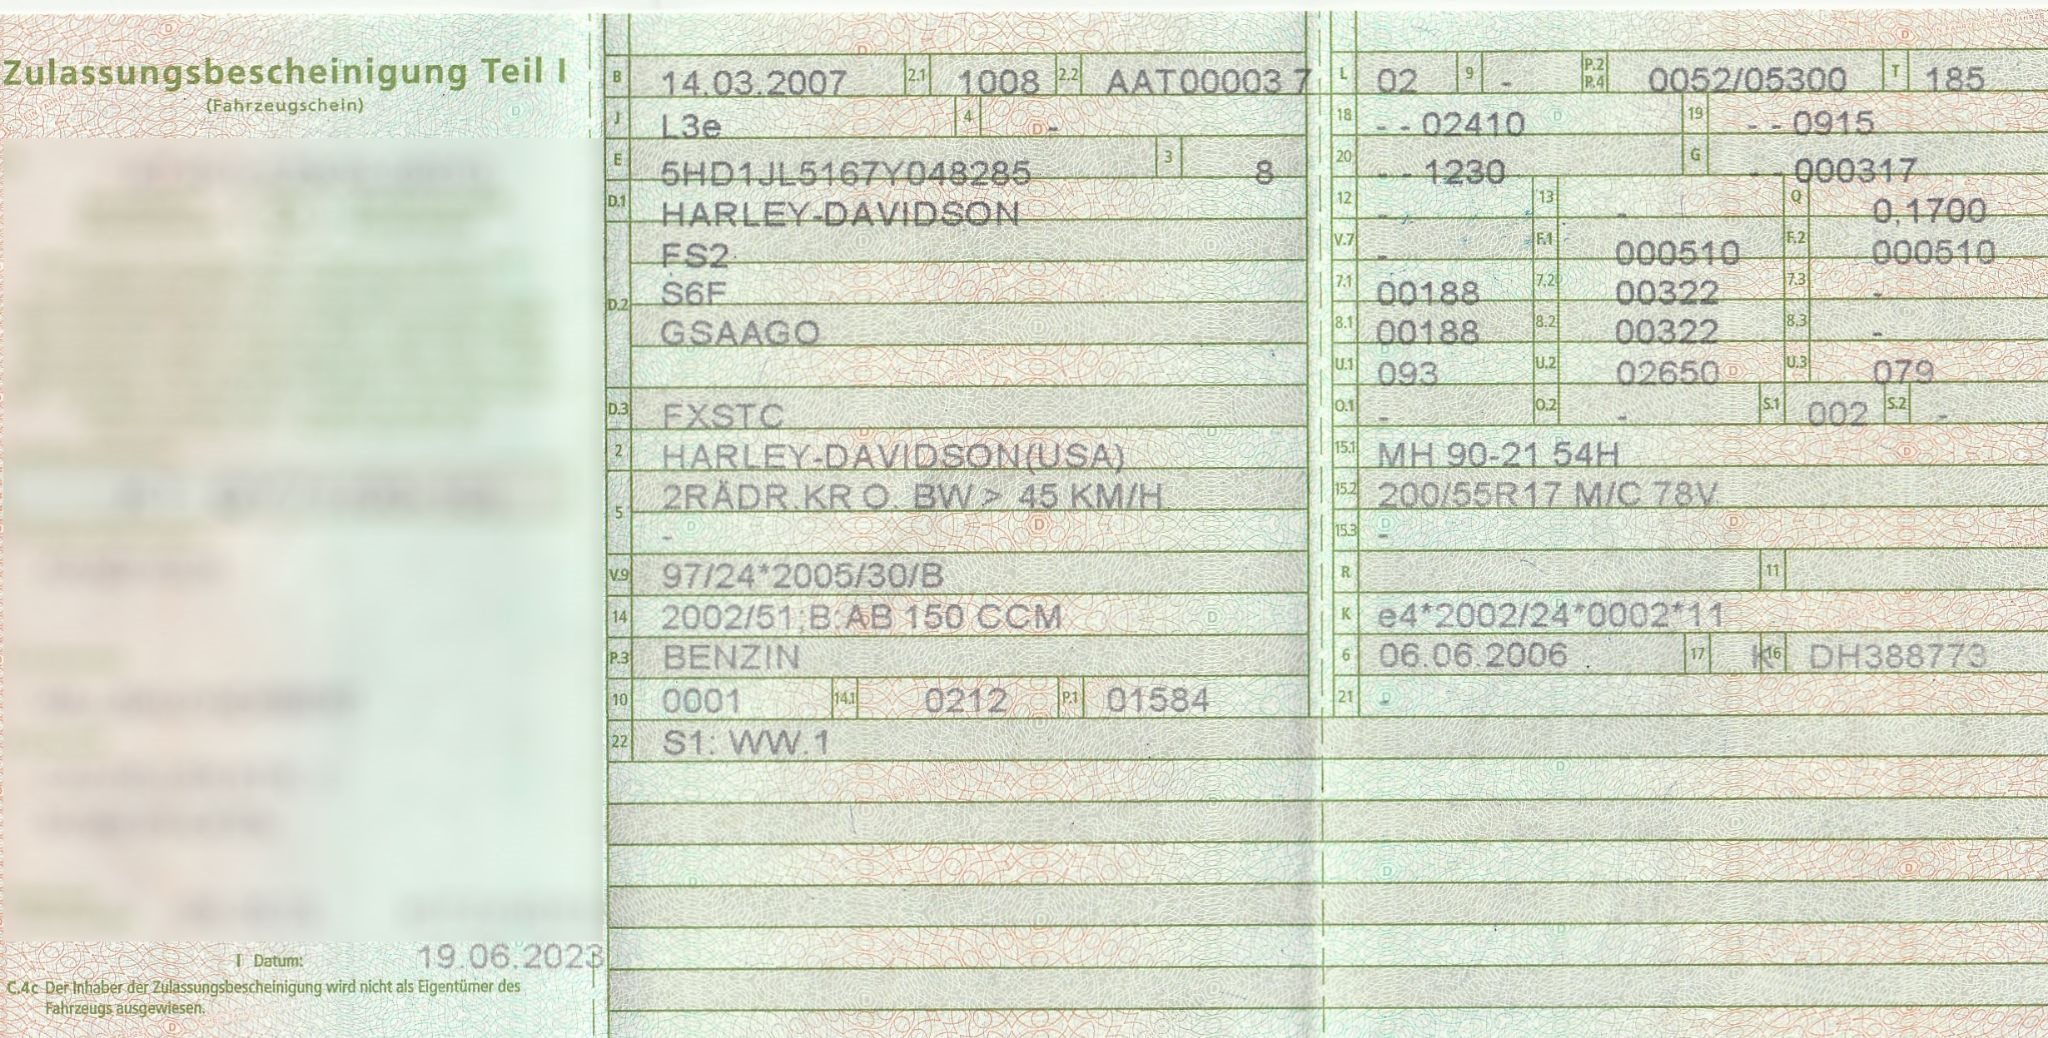 Zulassungsbescheinigung Teil I
(Fahrzeugschein)
I Datum: 19.06.2023
C.4c Der Inhaber der Zulassungsbescheinigung wird nicht als Eigentümer des
Fahrzeugs ausgewiesen.
B 14.03.2007 2.1 1008 2.2 AAT00003 7
J L3e 4 -
E 5HD1JL5167Y048285 3 8
D.1 HARLEY-DAVIDSON
FS2
D.2 S6F
GSAAGO
D.3 FXSTC
2 HARLEY-DAVIDSON(USA)
5 2RÄDR.KR O. BW > 45 KM/H
-
V.9 97/24*2005/30/B
14 2002/51;B:AB 150 CCM
P.3 BENZIN
10 0001 14.1 0212 P.1 01584
22 S1: WW.1
L 02 9 - P.2 P.4 0052/05300 T 185
18 - - 02410 19 - - 0915
20 - - 1230 G - - 000317
12 - 13 - Q 0,1700
V.7 - F.1 000510 F.2 000510
7.1 00188 7.2 00322 7.3 -
8.1 00188 8.2 00322 8.3 -
U.1 093 U.2 02650 U.3 079
O.1 - O.2 - S.1 002 S.2 -
15.1 MH 90-21 54H
15.2 200/55R17 M/C 78V
15.3 -
R 11
K e4*2002/24*0002*11
6 06.06.2006 17 K 16 DH388773
21 -